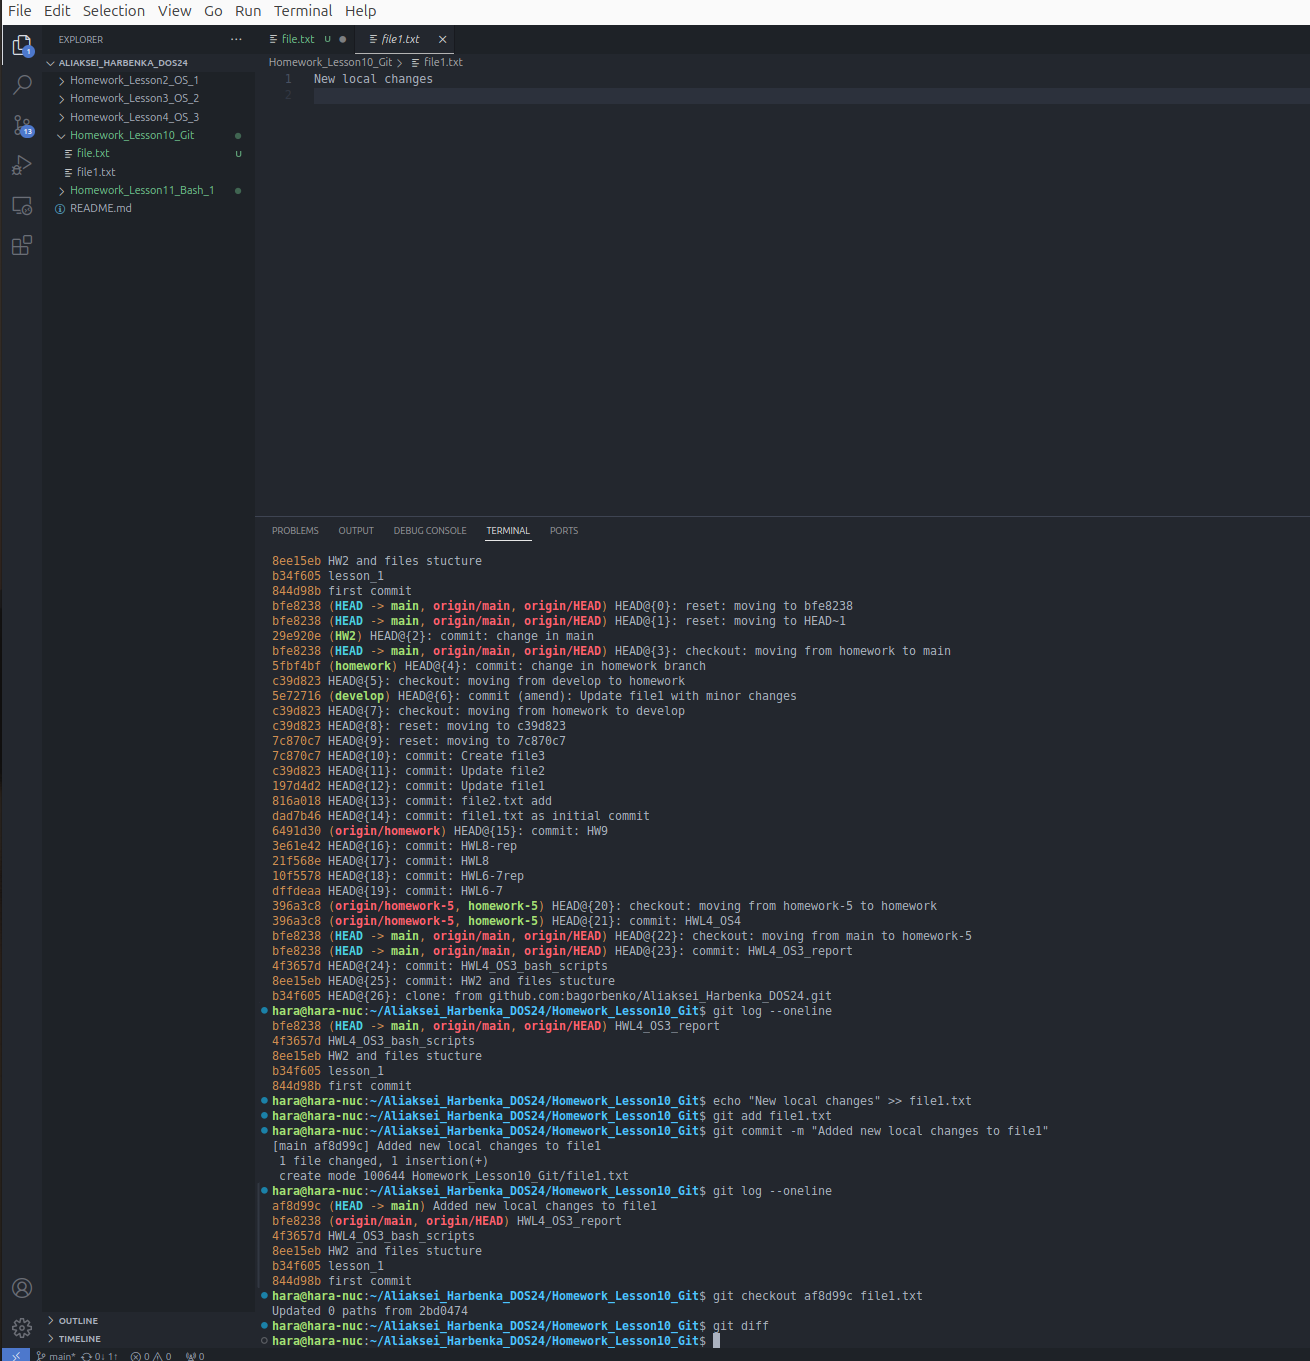 File Edit Selection View Go Run Terminal Help
EXPLORER ···
ALIAKSEI_HARBENKA_DOS24
Homework_Lesson2_OS_1
Homework_Lesson3_OS_2
Homework_Lesson4_OS_3
Homework_Lesson10_Git
file.txt U
file1.txt
Homework_Lesson11_Bash_1
README.md
1
13
file.txt U
file1.txt
Homework_Lesson10_Git > file1.txt
1 New local changes
2
PROBLEMS OUTPUT DEBUG CONSOLE TERMINAL PORTS
8ee15eb HW2 and files stucture
b34f605 lesson_1
844d98b first commit
bfe8238 (HEAD -> main, origin/main, origin/HEAD) HEAD@{0}: reset: moving to bfe8238
bfe8238 (HEAD -> main, origin/main, origin/HEAD) HEAD@{1}: reset: moving to HEAD~1
29e920e (HW2) HEAD@{2}: commit: change in main
bfe8238 (HEAD -> main, origin/main, origin/HEAD) HEAD@{3}: checkout: moving from homework to main
5fbf4bf (homework) HEAD@{4}: commit: change in homework branch
c39d823 HEAD@{5}: checkout: moving from develop to homework
5e72716 (develop) HEAD@{6}: commit (amend): Update file1 with minor changes
c39d823 HEAD@{7}: checkout: moving from homework to develop
c39d823 HEAD@{8}: reset: moving to c39d823
7c870c7 HEAD@{9}: reset: moving to 7c870c7
7c870c7 HEAD@{10}: commit: Create file3
c39d823 HEAD@{11}: commit: Update file2
197d4d2 HEAD@{12}: commit: Update file1
816a018 HEAD@{13}: commit: file2.txt add
dad7b46 HEAD@{14}: commit: file1.txt as initial commit
6491d30 (origin/homework) HEAD@{15}: commit: HW9
3e61e42 HEAD@{16}: commit: HWL8-rep
21f568e HEAD@{17}: commit: HWL8
10f5578 HEAD@{18}: commit: HWL6-7rep
dffdeaa HEAD@{19}: commit: HWL6-7
396a3c8 (origin/homework-5, homework-5) HEAD@{20}: checkout: moving from homework-5 to homework
396a3c8 (origin/homework-5, homework-5) HEAD@{21}: commit: HWL4_OS4
bfe8238 (HEAD -> main, origin/main, origin/HEAD) HEAD@{22}: checkout: moving from main to homework-5
bfe8238 (HEAD -> main, origin/main, origin/HEAD) HEAD@{23}: commit: HWL4_OS3_report
4f3657d HEAD@{24}: commit: HWL4_OS3_bash_scripts
8ee15eb HEAD@{25}: commit: HW2 and files stucture
b34f605 HEAD@{26}: clone: from github.com:bagorbenko/Aliaksei_Harbenka_DOS24.git
hara@hara-nuc:~/Aliaksei_Harbenka_DOS24/Homework_Lesson10_Git$ git log --oneline
bfe8238 (HEAD -> main, origin/main, origin/HEAD) HWL4_OS3_report
4f3657d HWL4_OS3_bash_scripts
8ee15eb HW2 and files stucture
b34f605 lesson_1
844d98b first commit
hara@hara-nuc:~/Aliaksei_Harbenka_DOS24/Homework_Lesson10_Git$ echo "New local changes" >> file1.txt
hara@hara-nuc:~/Aliaksei_Harbenka_DOS24/Homework_Lesson10_Git$ git add file1.txt
hara@hara-nuc:~/Aliaksei_Harbenka_DOS24/Homework_Lesson10_Git$ git commit -m "Added new local changes to file1"
[main af8d99c] Added new local changes to file1
1 file changed, 1 insertion(+)
create mode 100644 Homework_Lesson10_Git/file1.txt
hara@hara-nuc:~/Aliaksei_Harbenka_DOS24/Homework_Lesson10_Git$ git log --oneline
af8d99c (HEAD -> main) Added new local changes to file1
bfe8238 (origin/main, origin/HEAD) HWL4_OS3_report
4f3657d HWL4_OS3_bash_scripts
8ee15eb HW2 and files stucture
b34f605 lesson_1
844d98b first commit
hara@hara-nuc:~/Aliaksei_Harbenka_DOS24/Homework_Lesson10_Git$ git checkout af8d99c file1.txt
Updated 0 paths from 2bd0474
hara@hara-nuc:~/Aliaksei_Harbenka_DOS24/Homework_Lesson10_Git$ git diff
hara@hara-nuc:~/Aliaksei_Harbenka_DOS24/Homework_Lesson10_Git$
OUTLINE
TIMELINE
main* 0↓ 1↑ 0 0 0